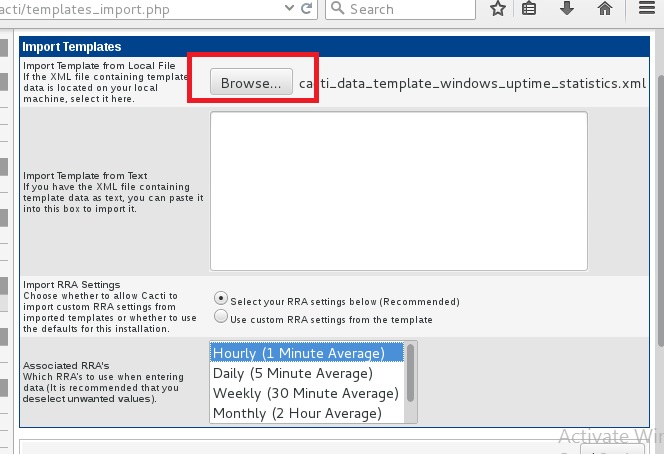 acti/templates_import.php
Search
Import Templates
Import Template from Local File
If the XML file containing template
data is located on your local
machine, select it here.
Browse... cacti_data_template_windows_uptime_statistics.xml
Import Template from Text
If you have the XML file containing
template data as text, you can paste it
into this box to import it.
Import RRA Settings
Choose whether to allow Cacti to
import custom RRA settings from
imported templates or whether to use
the defaults for this installation.
Select your RRA settings below (Recommended)
Use custom RRA settings from the template
Associated RRA's
Which RRA's to use when entering
data (It is recommended that you
deselect unwanted values).
Hourly (1 Minute Average)
Daily (5 Minute Average)
Weekly (30 Minute Average)
Monthly (2 Hour Average)
Activate Win